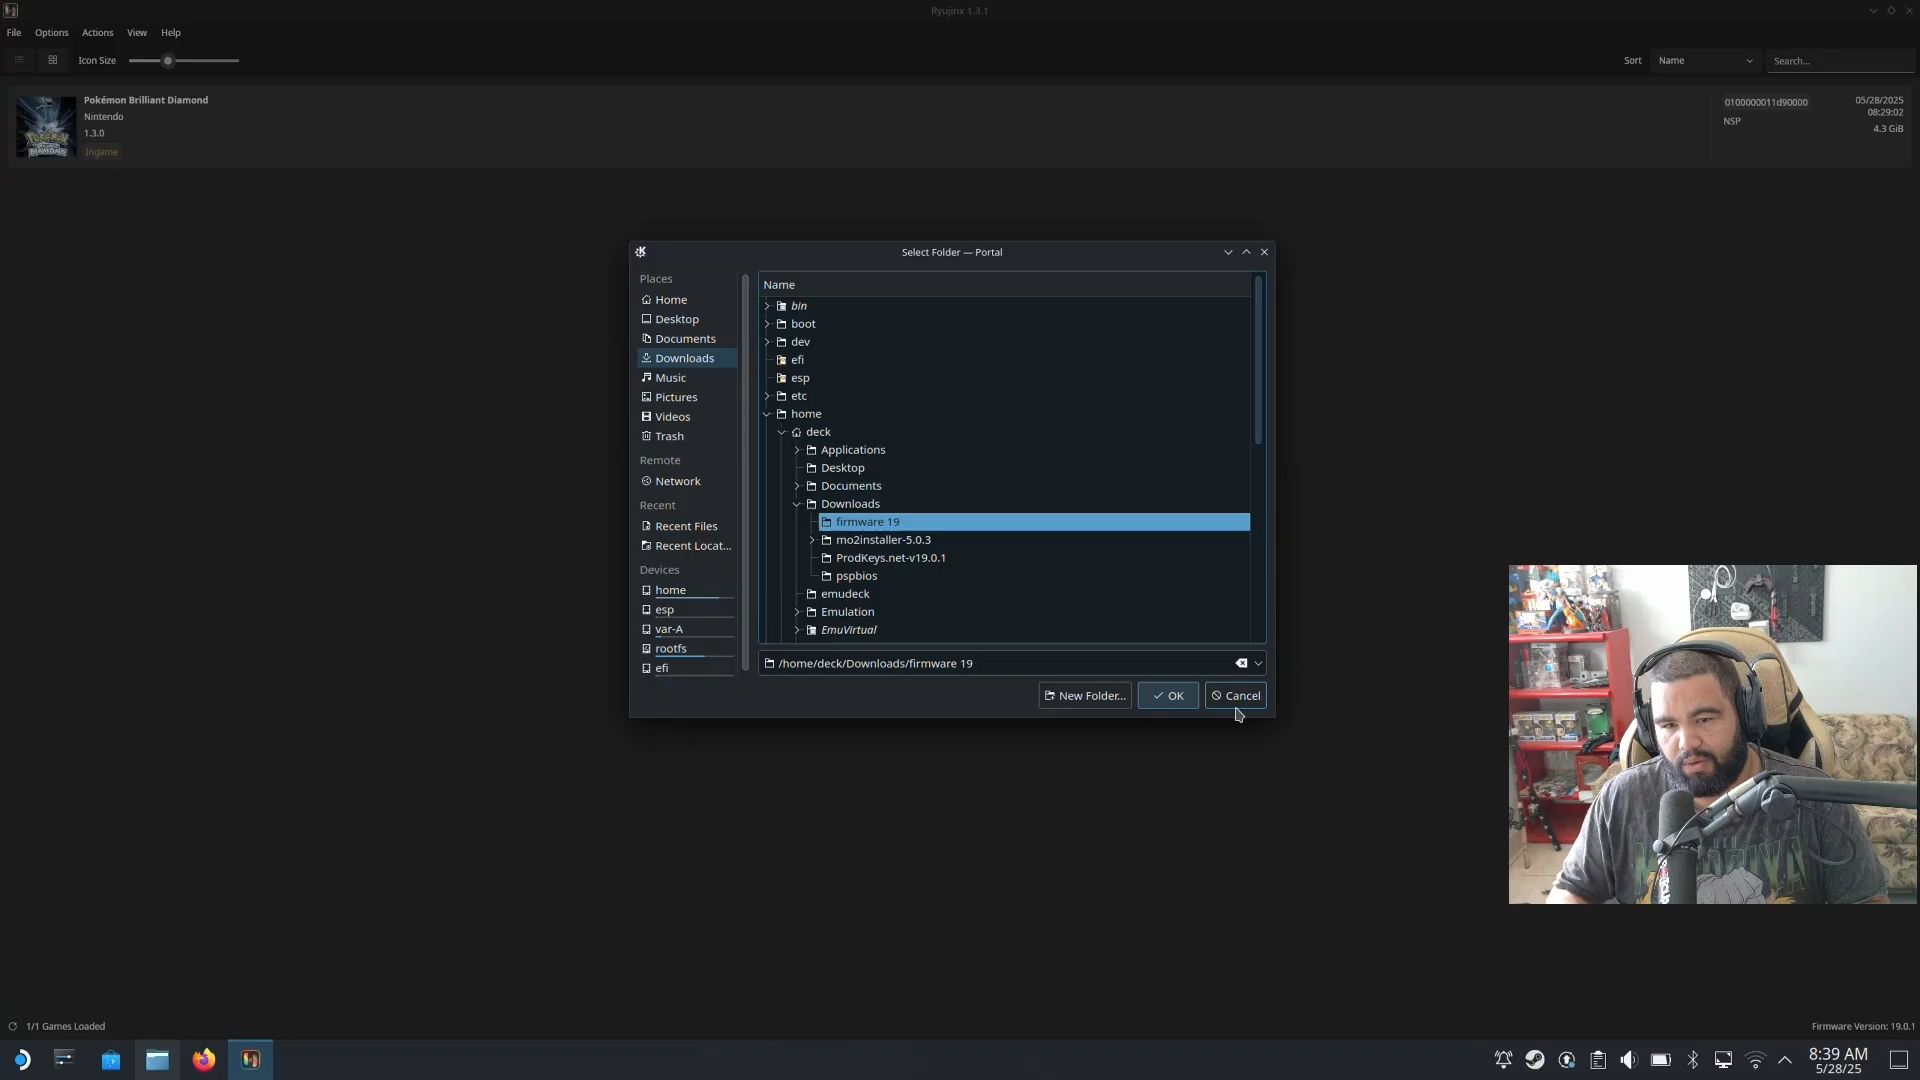 Ryujinx 1.3.1
File Options Actions View Help
Icon Size
Sort Name Search...
Pokémon Brilliant Diamond
Nintendo
1.3.0
Ingame
0100000011d90000
NSP
05/28/2025
08:29:02
4.3 GiB
Select Folder — Portal
Places
Home
Desktop
Documents
Downloads
Music
Pictures
Videos
Trash
Remote
Network
Recent
Recent Files
Recent Locat...
Devices
home
esp
var-A
rootfs
efi
Name
bin
boot
dev
efi
esp
etc
home
deck
Applications
Desktop
Documents
Downloads
firmware 19
mo2installer-5.0.3
ProdKeys.net-v19.0.1
pspbios
emudeck
Emulation
EmuVirtual
/home/deck/Downloads/firmware 19
New Folder... OK Cancel
1/1 Games Loaded
Firmware Version: 19.0.1
8:39 AM
5/28/25